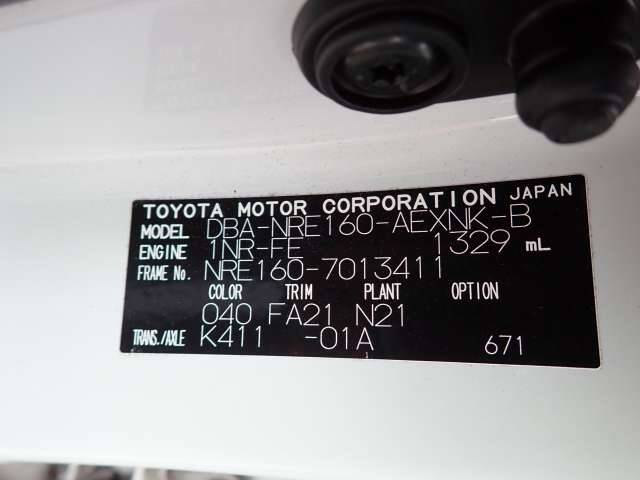 TOYOTA MOTOR CORPORATION JAPAN
MODEL DBA-NRE160-AEXNK-B
ENGINE 1NR-FE 1329 mL
FRAME No. NRE160-7013411
COLOR TRIM PLANT OPTION
040 FA21 N21
TRANS./AXLE K411 -01A 671